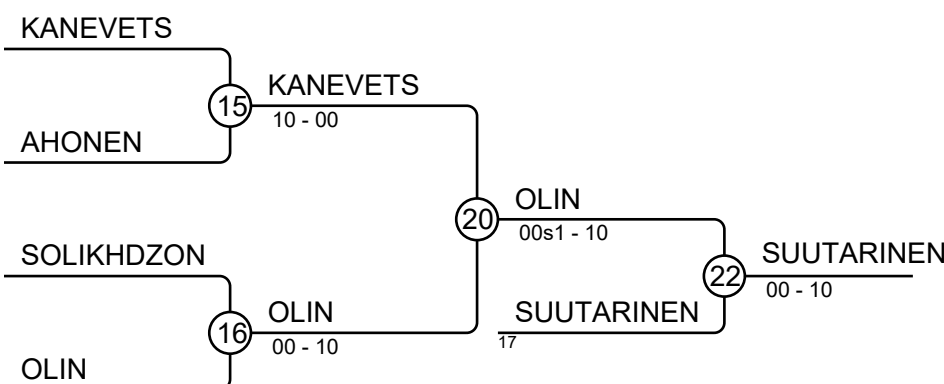 KANEVETS
15
KANEVETS
10 - 00
AHONEN
20
OLIN
00s1 - 10
SOLIKHDZON
16
OLIN
00 - 10
OLIN
22
SUUTARINEN
00 - 10
SUUTARINEN
17